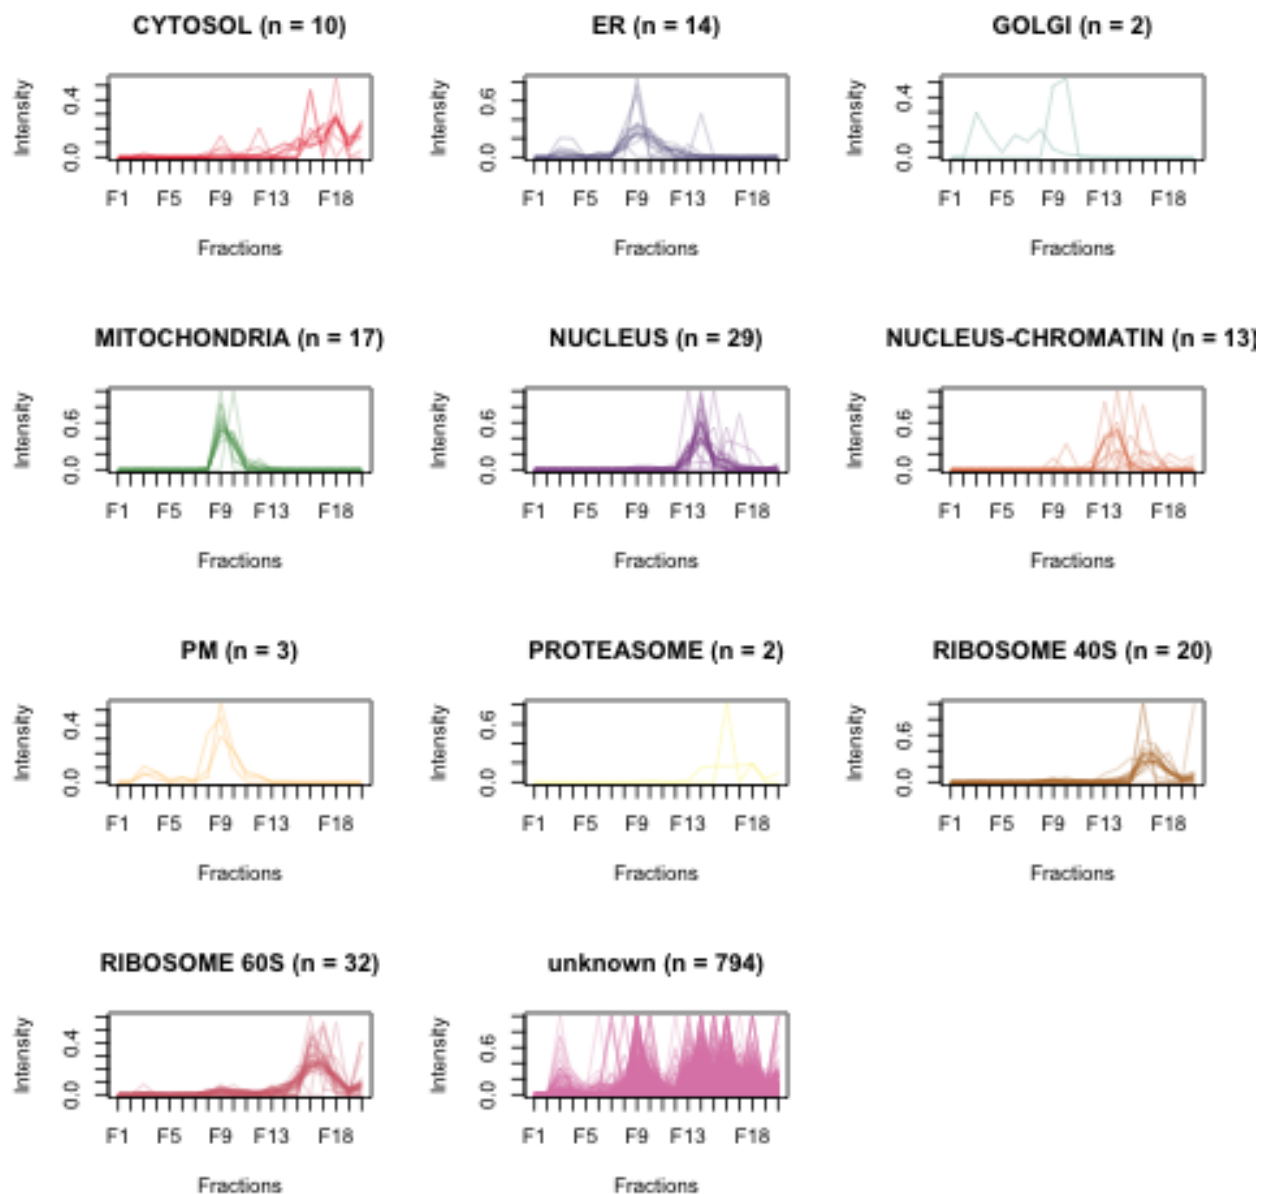 CYTOSOL (n = 10)
Intensity
0.4
0.0
F1 F5 F9 F13 F18
Fractions
ER (n = 14)
Intensity
0.6
0.0
F1 F5 F9 F13 F18
Fractions
GOLGI (n = 2)
Intensity
0.4
0.0
F1 F5 F9 F13 F18
Fractions
MITOCHONDRIA (n = 17)
Intensity
0.6
0.0
F1 F5 F9 F13 F18
Fractions
NUCLEUS (n = 29)
Intensity
0.6
0.0
F1 F5 F9 F13 F18
Fractions
NUCLEUS-CHROMATIN (n = 13)
Intensity
0.6
0.0
F1 F5 F9 F13 F18
Fractions
PM (n = 3)
Intensity
0.4
0.0
F1 F5 F9 F13 F18
Fractions
PROTEASOME (n = 2)
Intensity
0.6
0.0
F1 F5 F9 F13 F18
Fractions
RIBOSOME 40S (n = 20)
Intensity
0.6
0.0
F1 F5 F9 F13 F18
Fractions
RIBOSOME 60S (n = 32)
Intensity
0.4
0.0
F1 F5 F9 F13 F18
Fractions
unknown (n = 794)
Intensity
0.6
0.0
F1 F5 F9 F13 F18
Fractions